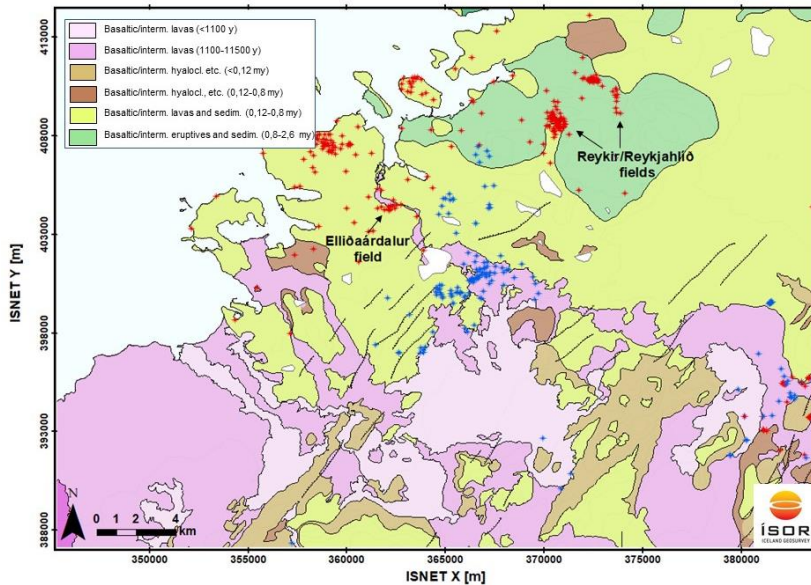 413000
408000
403000
398000
393000
388000
ISNET Y [m]
Basaltic/interm. lavas (<1100 y)
Basaltic/interm. lavas (1100-11500 y)
Basaltic/interm. hyalocl. etc. (<0,12 my)
Basaltic/interm. hyalocl., etc. (0,12-0,8 my)
Basaltic/interm. lavas and sedim. (0,12-0,8 my)
Basaltic/interm. eruptives and sedim. (0,8-2,6 my)
Reykir/Reykjahlíð
fields
Elliðaárdalur
field
N
0 1 2 4
km
ÍSOR
ICELAND GEOSURVEY
350000 355000 360000 365000 370000 375000 380000
ISNET X [m]